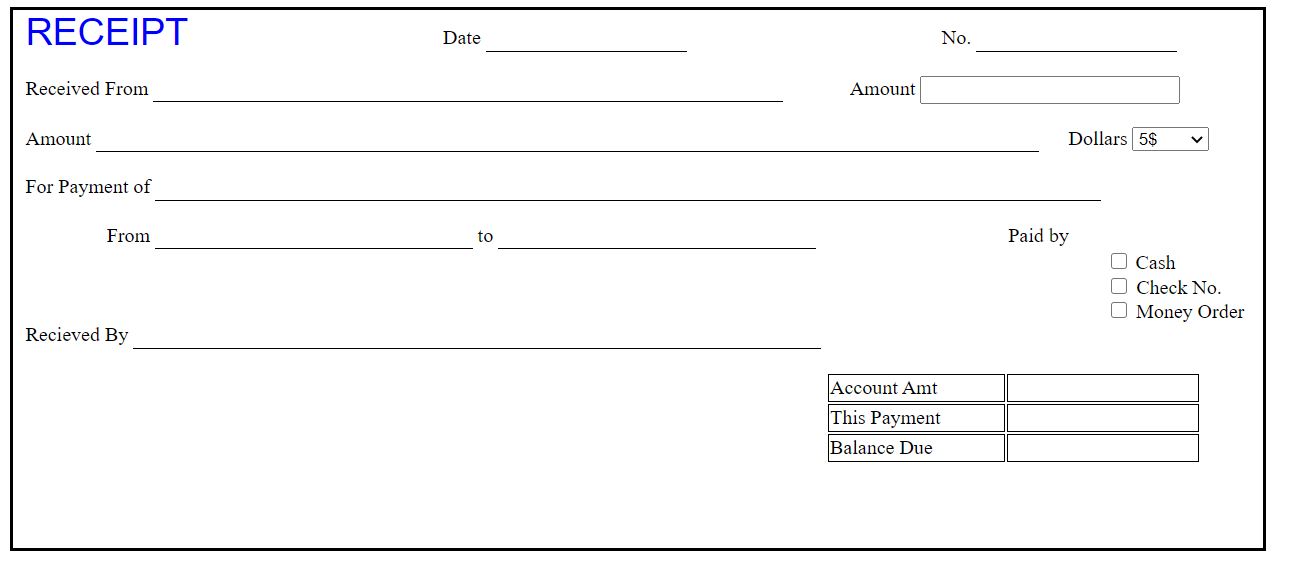 RECEIPT Date No.
Received From Amount
Amount Dollars 5$
For Payment of
From to Paid by
Cash
Check No.
Money Order
Recieved By
Account Amt
This Payment
Balance Due